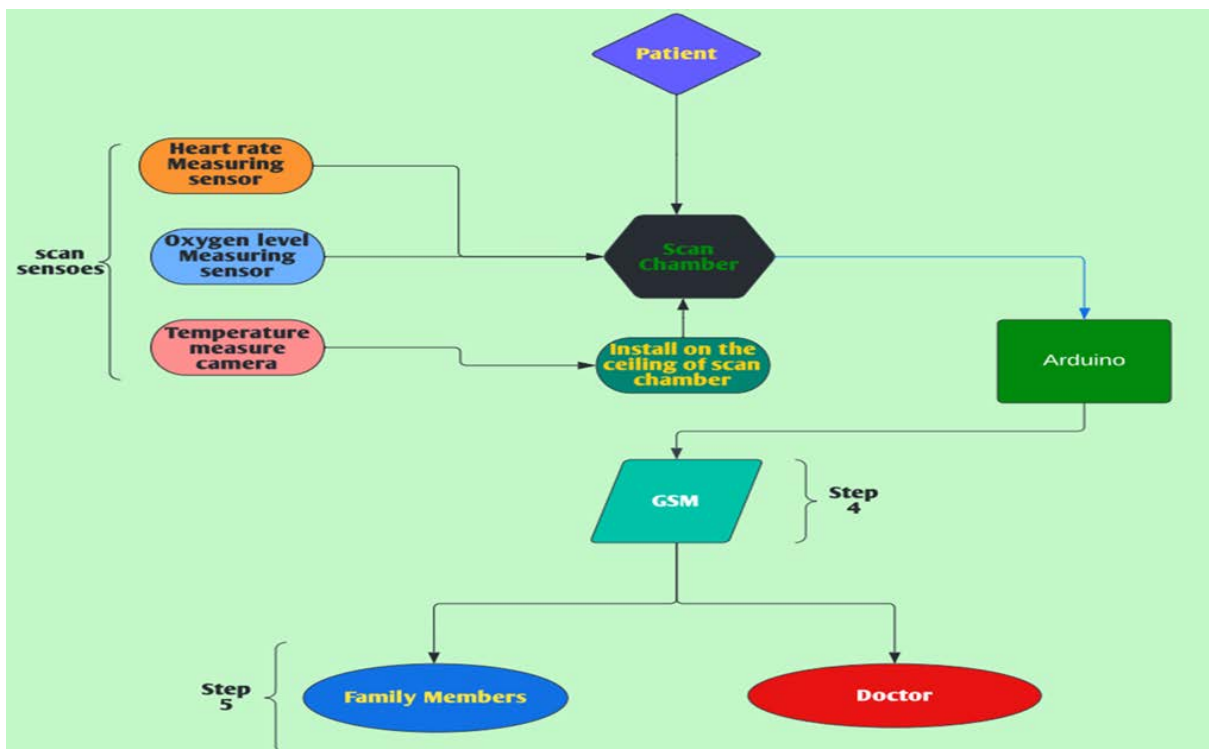 Patient
Heart rate
Measuring
sensor
scan
sensoes
Oxygen level
Measuring
sensor
Scan
Chamber
Temperature
measure
camera
Install on the
ceiling of scan
chamber
Arduino
GSM
Step
4
Step
5
Family Members
Doctor